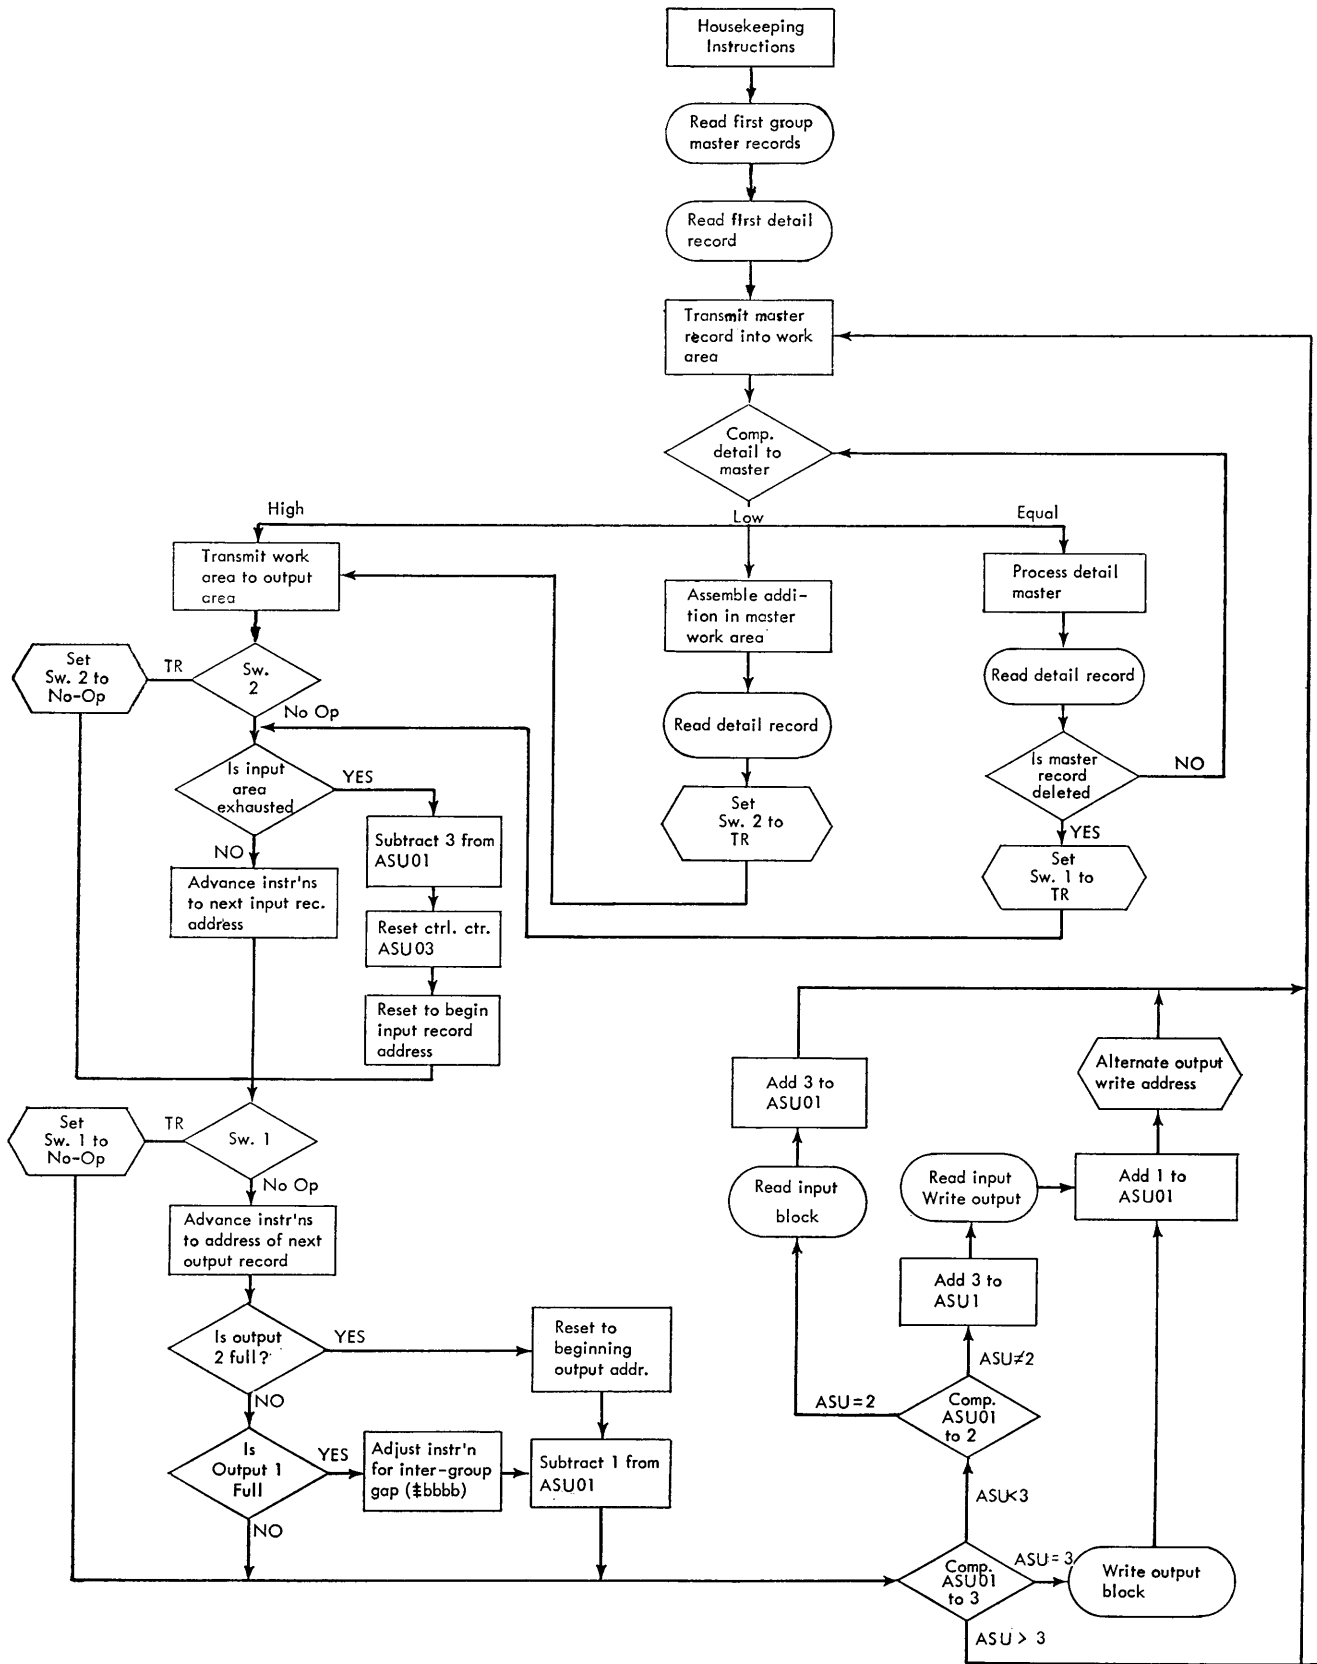 Housekeeping
Instructions
Read first group
master records
Read first detail
record
Transmit master
record into work
area
Comp.
detail to
master
High
Low
Equal
Transmit work
area to output
area
Assemble addi-
tion in master
work area
Process detail
master
Set
Sw. 2 to
No-Op
TR
Sw.
2
No Op
Read detail record
Read detail record
Is input
area
exhausted
YES
NO
Is master
record
deleted
NO
YES
Set
Sw. 2 to
TR
Subtract 3 from
ASU01
Set
Sw. 1 to
TR
Advance instr'ns
to next input rec.
address
Reset ctrl. ctr.
ASU03
Reset to begin
input record
address
Add 3 to
ASU01
Alternate output
write address
Set
Sw. 1 to
No-Op
TR
Sw. 1
No Op
Read input
block
Read input
Write output
Add 1 to
ASU01
Advance instr'ns
to address of next
output record
Add 3 to
ASU1
Is output
2 full?
YES
NO
Reset to
beginning
output addr.
ASU≠2
ASU=2
Comp.
ASU01
to 2
Is
Output 1
Full
YES
NO
Adjust instr'n
for inter-group
gap (⧧bbbb)
Subtract 1 from
ASU01
ASU<3
Comp.
ASU01
to 3
ASU=3
Write output
block
ASU > 3